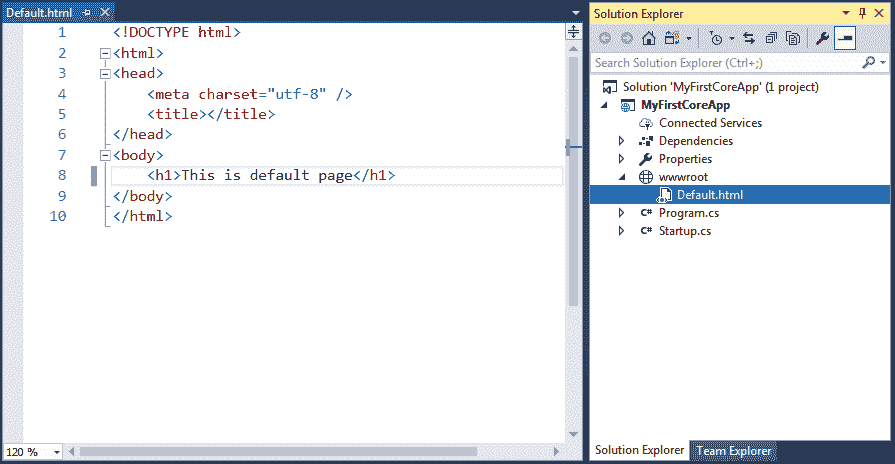 Default.html
1 <!DOCTYPE html>
2 <html>
3 <head>
4 <meta charset="utf-8" />
5 <title></title>
6 </head>
7 <body>
8 <h1>This is default page</h1>
9 </body>
10 </html>
120 %
Solution Explorer
Search Solution Explorer (Ctrl+;)
Solution 'MyFirstCoreApp' (1 project)
MyFirstCoreApp
Connected Services
Dependencies
Properties
wwwroot
Default.html
C# Program.cs
C# Startup.cs
Solution Explorer Team Explorer